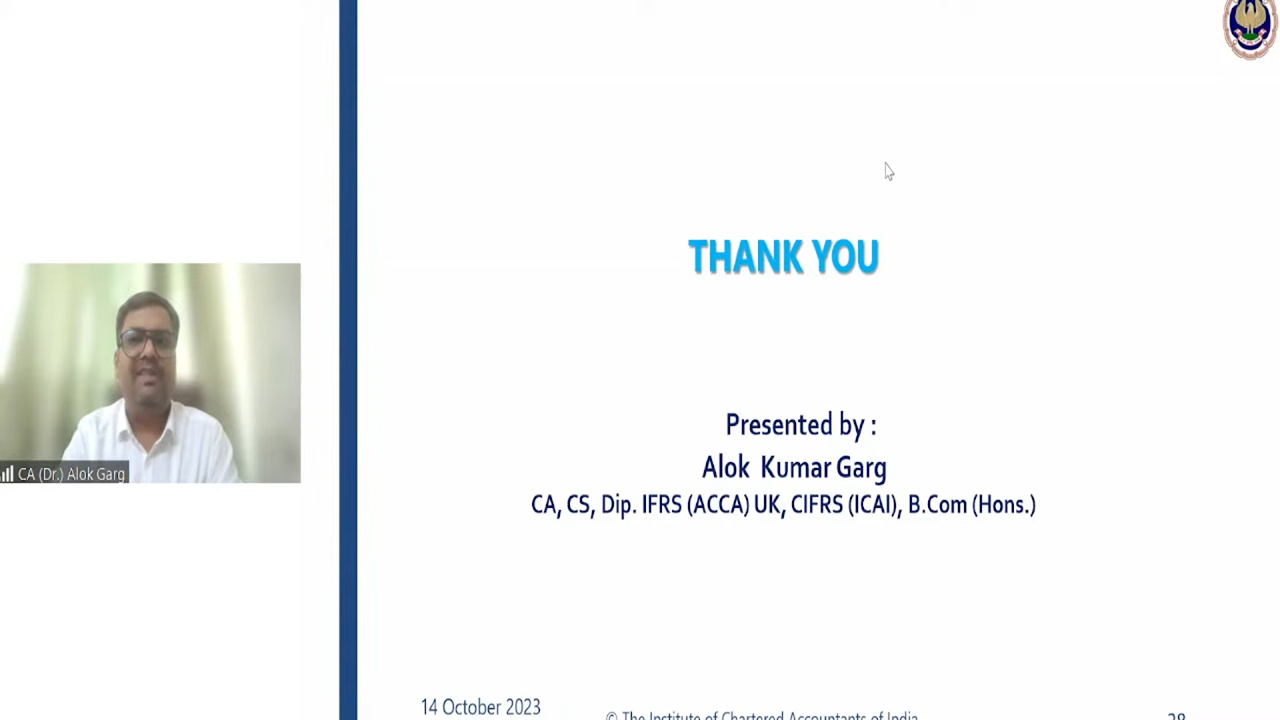 THANK YOU
Presented by :
Alok Kumar Garg
CA, CS, Dip. IFRS (ACCA) UK, CIFRS (ICAI), B.Com (Hons.)
CA (Dr.) Alok Garg
14 October 2023
© The Institute of Chartered Accountants of India
28